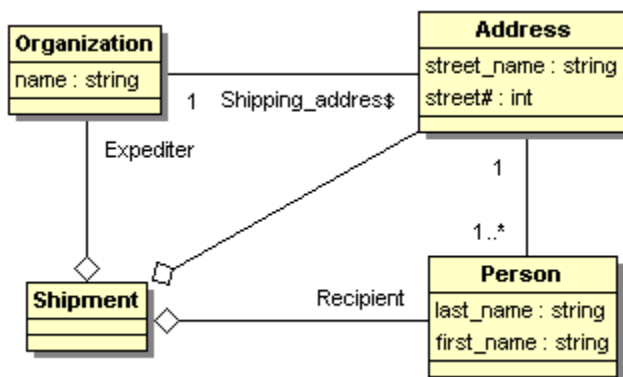 Organization
name : string
Address
street_name : string
street# : int
1
Shipping_addres$
Expediter
1
1..*
Shipment
Recipient
Person
last_name : string
first_name : string